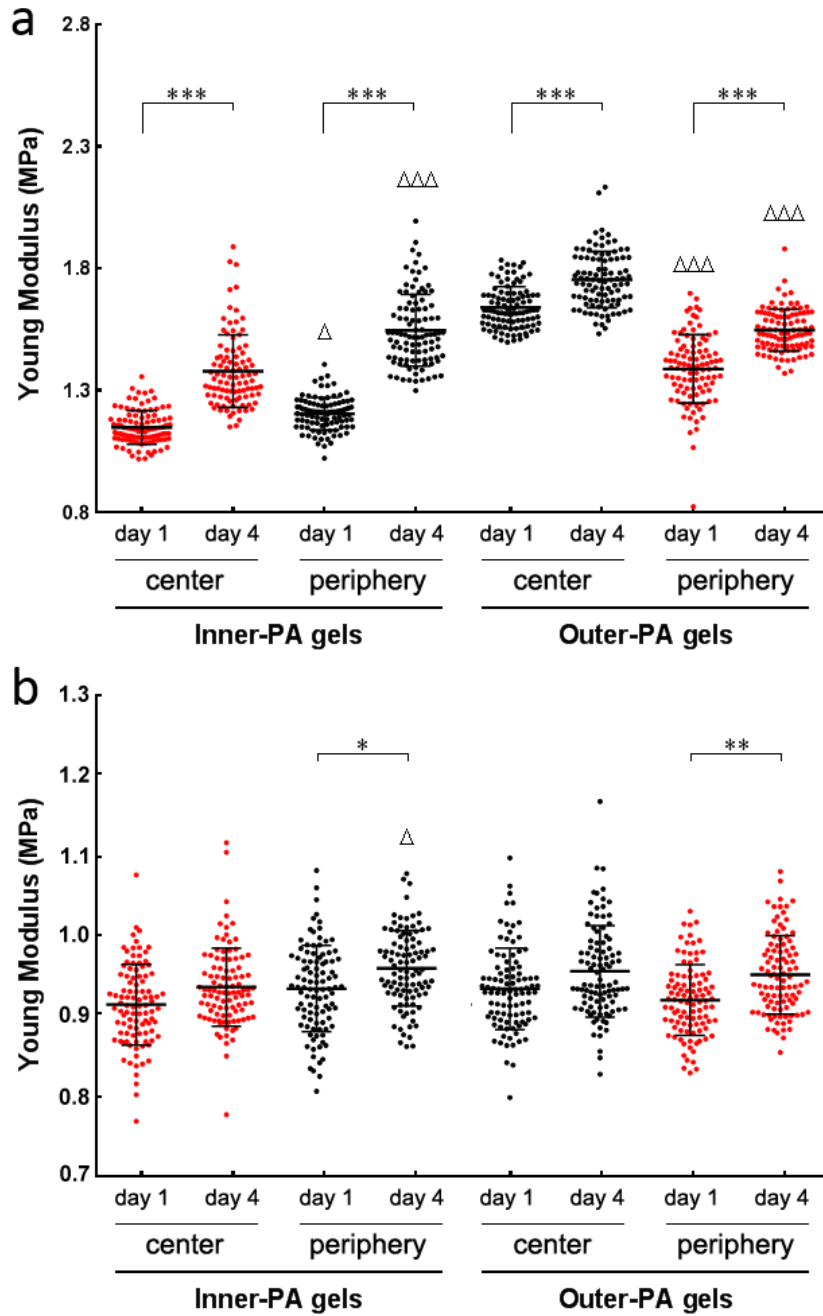 a
Young Modulus (MPa)
2.8
2.3
1.8
1.3
0.8
*** *** *** ***
△ △△△ △△△ △△△
day 1 day 4 day 1 day 4 day 1 day 4 day 1 day 4
center periphery center periphery
Inner-PA gels Outer-PA gels
b
Young Modulus (MPa)
1.3
1.2
1.1
1.0
0.9
0.8
0.7
* **
△
day 1 day 4 day 1 day 4 day 1 day 4 day 1 day 4
center periphery center periphery
Inner-PA gels Outer-PA gels